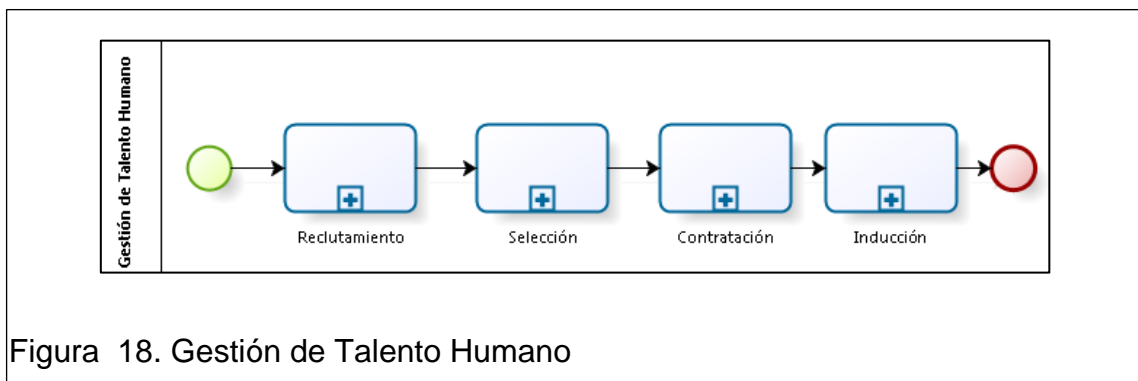 Gestión de Talento Humano
Reclutamiento
Selección
Contratación
Inducción
Figura 18. Gestión de Talento Humano